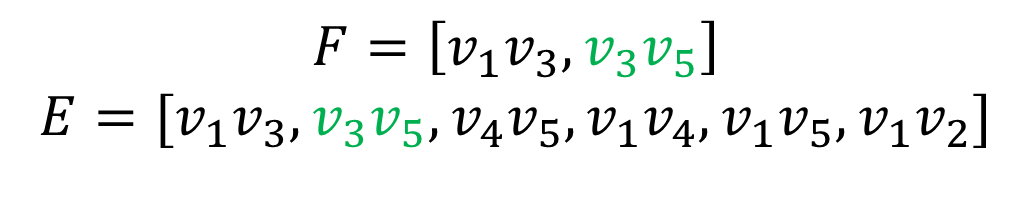 F = [v₁v₃, v₃v₅]
E = [v₁v₃, v₃v₅, v₄v₅, v₁v₄, v₁v₅, v₁v₂]